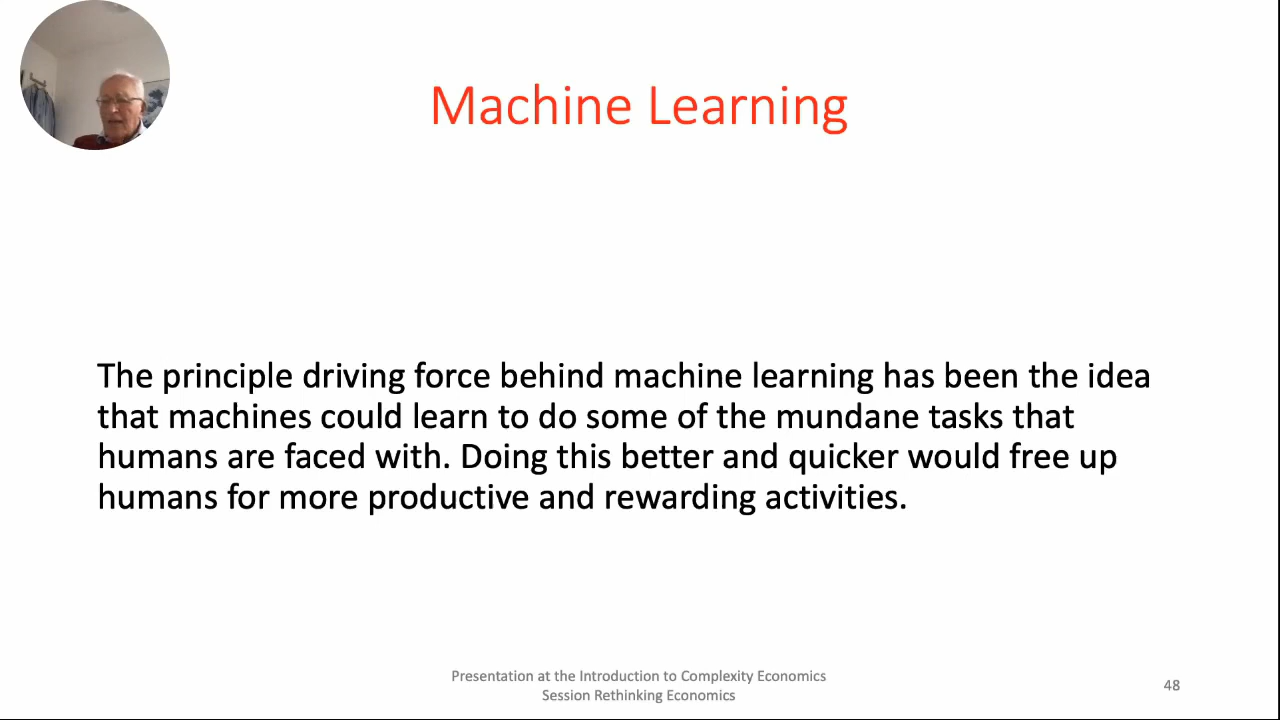 Machine Learning
The principle driving force behind machine learning has been the idea
that machines could learn to do some of the mundane tasks that
humans are faced with. Doing this better and quicker would free up
humans for more productive and rewarding activities.
Presentation at the Introduction to Complexity Economics
Session Rethinking Economics
48